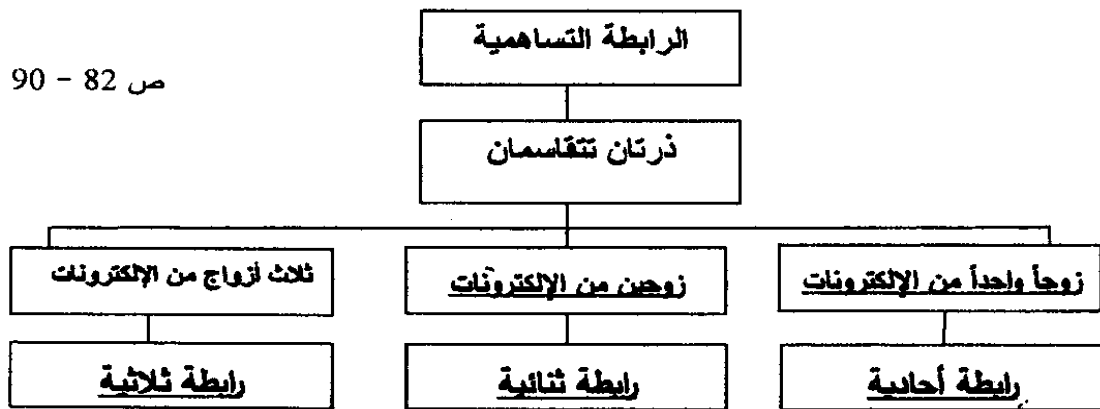 الرابطة التساهمية
ص 82 - 90
ذرتان تتقاسمان
زوجاً واحداً من الإلكترونات
زوجين من الإلكترونات
ثلاث أزواج من الإلكترونات
رابطة أحادية
رابطة ثنائية
رابطة ثلاثية